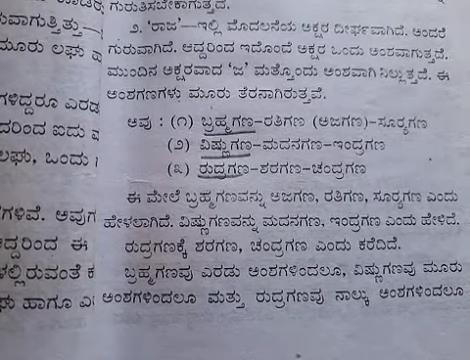 ಗುರುತಿಸಬೇಕಾಗುತ್ತದೆ.
೨. 'ರಾಜ'–ಇಲ್ಲಿ ಮೊದಲನೆಯ ಅಕ್ಷರ ದೀರ್ಘವಾಗಿದೆ. ಅಂದರೆ
ಗುರುವಾಗಿದೆ. ಆದ್ದರಿಂದ ಇದೊಂದೆ ಅಕ್ಷರ ಒಂದು ಅಂಶವಾಗುತ್ತದೆ.
ಮುಂದಿನ ಅಕ್ಷರವಾದ 'ಜ' ಮತ್ತೊಂದು ಅಂಶವಾಗಿ ನಿಲ್ಲುತ್ತದೆ. ಈ
ಅಂಶಗಣಗಳು ಮೂರು ತೆರನಾಗಿರುತ್ತವೆ.
ಅವು : (೧) ಬ್ರಹ್ಮಗಣ–ರತಿಗಣ (ಅಜಗಣ)–ಸೂರ್‍ಯಗಣ
(೨) ವಿಷ್ಣುಗಣ–ಮದನಗಣ–ಇಂದ್ರಗಣ
(೩) ರುದ್ರಗಣ–ಶರಗಣ–ಚಂದ್ರಗಣ
ಈ ಮೇಲೆ ಬ್ರಹ್ಮಗಣವನ್ನು ಅಜಗಣ, ರತಿಗಣ, ಸೂರ್‍ಯಗಣ ಎಂದು
ಹೇಳಲಾಗಿದೆ. ವಿಷ್ಣುಗಣವನ್ನು ಮದನಗಣ, ಇಂದ್ರಗಣ ಎಂದು ಹೇಳಿದೆ.
ರುದ್ರಗಣಕ್ಕೆ ಶರಗಣ, ಚಂದ್ರಗಣ ಎಂದು ಕರೆದಿದೆ.
ಬ್ರಹ್ಮಗಣವು ಎರಡು ಅಂಶಗಳಿಂದಲೂ, ವಿಷ್ಣುಗಣವು ಮೂರು
ಅಂಶಗಳಿಂದಲೂ ಮತ್ತು ರುದ್ರಗಣವು ನಾಲ್ಕು ಅಂಶಗಳಿಂದಲೂ